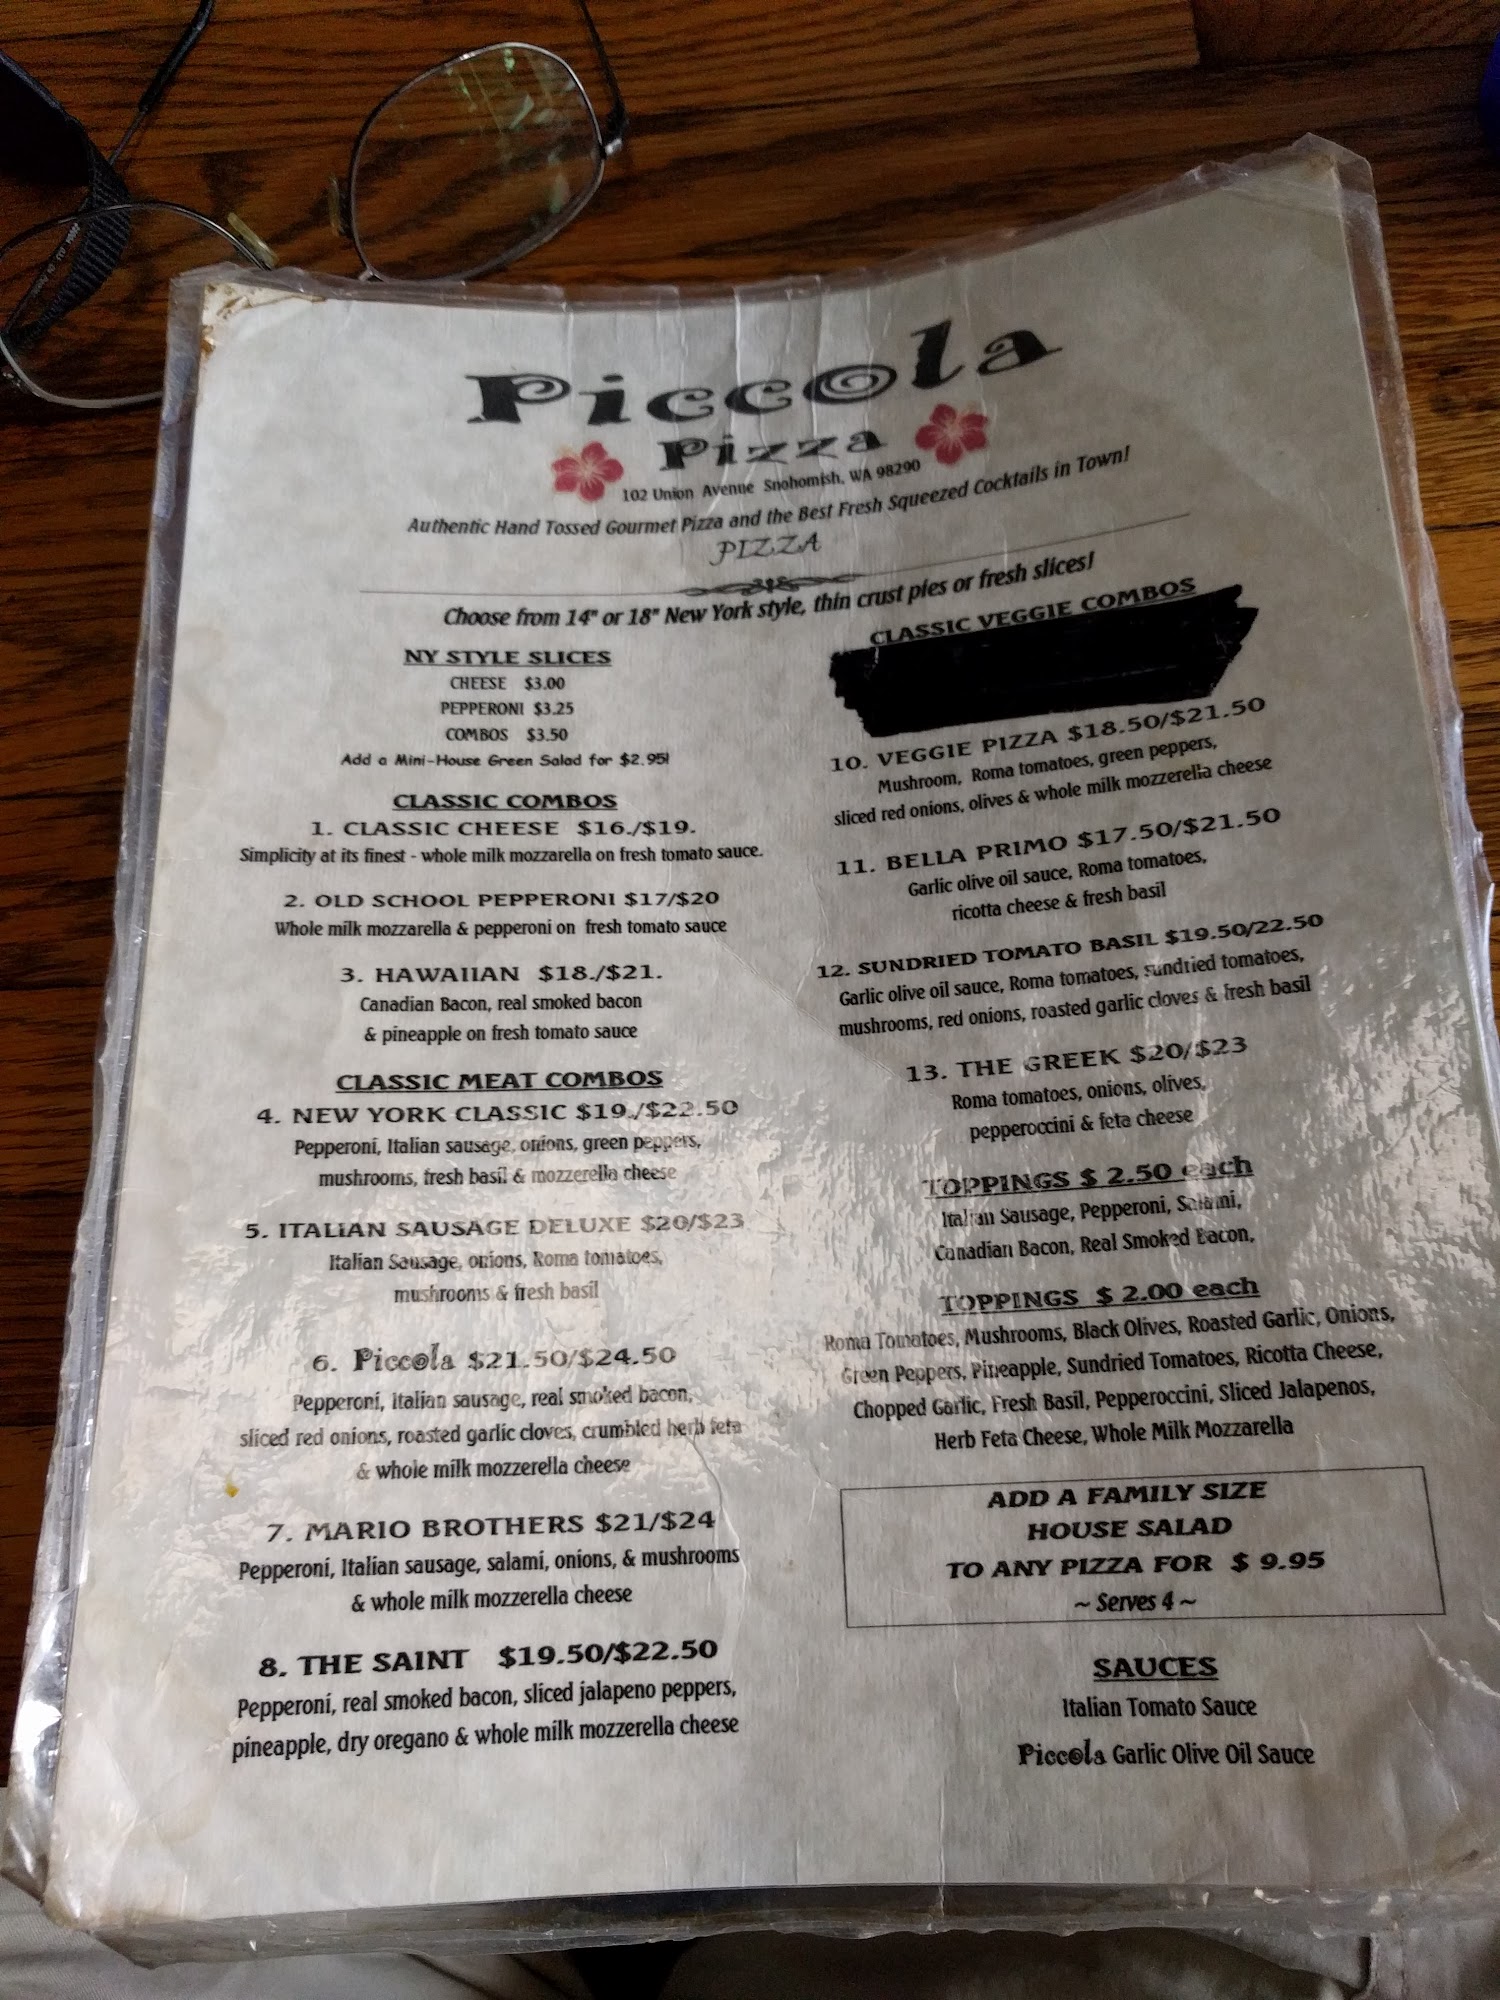 Piccola
Pizza
102 Union Avenue Snohomish, WA 98290
Authentic Hand Tossed Gourmet Pizza and the Best Fresh Squeezed Cocktails in Town!
PIZZA
Choose from 14" or 18" New York style, thin crust pies or fresh slices!
NY STYLE SLICES
CHEESE $3.00
PEPPERONI $3.25
COMBOS $3.50
Add a Mini-House Green Salad for $2.95!
CLASSIC COMBOS
1. CLASSIC CHEESE $16./$19.
Simplicity at its finest - whole milk mozzarella on fresh tomato sauce.
2. OLD SCHOOL PEPPERONI $17/$20
Whole milk mozzarella & pepperoni on fresh tomato sauce
3. HAWAIIAN $18./$21.
Canadian Bacon, real smoked bacon
& pineapple on fresh tomato sauce
CLASSIC MEAT COMBOS
4. NEW YORK CLASSIC $19./$22.50
Pepperoni, Italian sausage, onions, green peppers,
mushrooms, fresh basil & mozzerella cheese
5. ITALIAN SAUSAGE DELUXE $20/$23
Italian Sausage, onions, Roma tomatoes,
mushrooms & fresh basil
6. Piccola $21.50/$24.50
Pepperoni, Italian sausage, real smoked bacon,
sliced red onions, roasted garlic cloves, crumbled herb feta
& whole milk mozzerella cheese
7. MARIO BROTHERS $21/$24
Pepperoni, Italian sausage, salami, onions, & mushrooms
& whole milk mozzerella cheese
8. THE SAINT $19.50/$22.50
Pepperoni, real smoked bacon, sliced jalapeno peppers,
pineapple, dry oregano & whole milk mozzerella cheese
CLASSIC VEGGIE COMBOS
10. VEGGIE PIZZA $18.50/$21.50
Mushroom, Roma tomatoes, green peppers,
sliced red onions, olives & whole milk mozzerella cheese
11. BELLA PRIMO $17.50/$21.50
Garlic olive oil sauce, Roma tomatoes,
ricotta cheese & fresh basil
12. SUNDRIED TOMATO BASIL $19.50/22.50
Garlic olive oil sauce, Roma tomatoes, sundried tomatoes,
mushrooms, red onions, roasted garlic cloves & fresh basil
13. THE GREEK $20/$23
Roma tomatoes, onions, olives,
pepperoccini & feta cheese
TOPPINGS $ 2.50 each
Italian Sausage, Pepperoni, Salami,
Canadian Bacon, Real Smoked Bacon,
TOPPINGS $ 2.00 each
Roma Tomatoes, Mushrooms, Black Olives, Roasted Garlic, Onions,
Green Peppers, Pineapple, Sundried Tomatoes, Ricotta Cheese,
Chopped Garlic, Fresh Basil, Pepperoccini, Sliced Jalapenos,
Herb Feta Cheese, Whole Milk Mozzarella
ADD A FAMILY SIZE
HOUSE SALAD
TO ANY PIZZA FOR $ 9.95
~ Serves 4 ~
SAUCES
Italian Tomato Sauce
Piccola Garlic Olive Oil Sauce